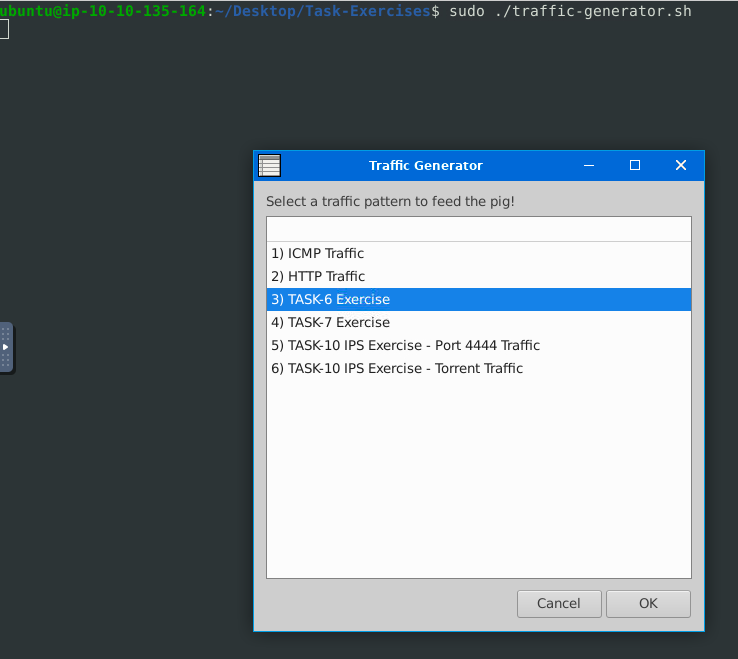 ubuntu@ip-10-10-135-164:~/Desktop/Task-Exercises$ sudo ./traffic-generator.sh
Traffic Generator
Select a traffic pattern to feed the pig!
1) ICMP Traffic
2) HTTP Traffic
3) TASK-6 Exercise
4) TASK-7 Exercise
5) TASK-10 IPS Exercise - Port 4444 Traffic
6) TASK-10 IPS Exercise - Torrent Traffic
Cancel OK